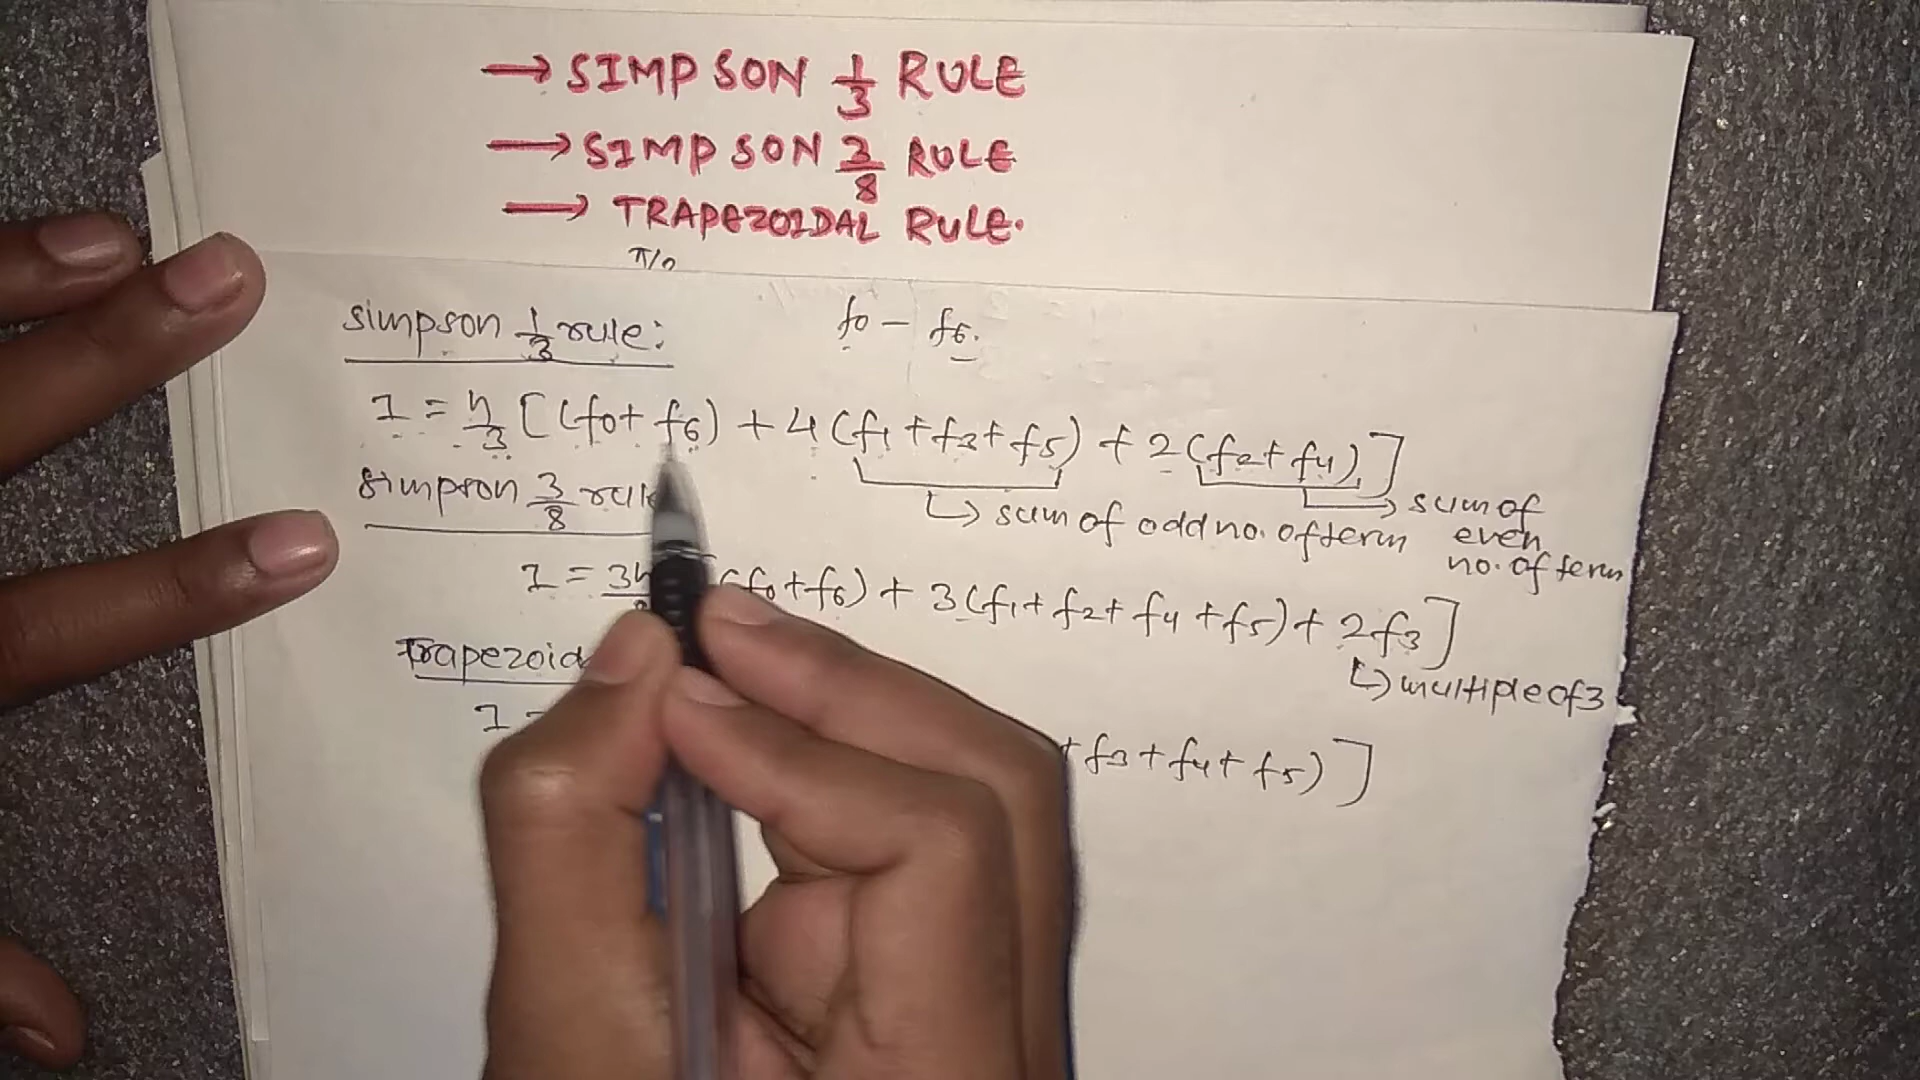 → SIMPSON 1/3 RULE
→ SIMPSON 3/8 RULE
→ TRAPEZOIDAL RULE.
π/2
simpson 1/3 rule:
f0 - f6.
I = h/3 [(f0+ f6) + 4(f1 + f3+ f5) + 2(f2+ f4)]
↳ sum of odd no. of term
→ sum of
even
no. of term
simpson 3/8 rule
I = 3h (f0+f6) + 3(f1+ f2+ f4 + f5)+ 2f3]
↳ multiple of 3
Trapezoid
I =
+ f3 + f4+ f5)]